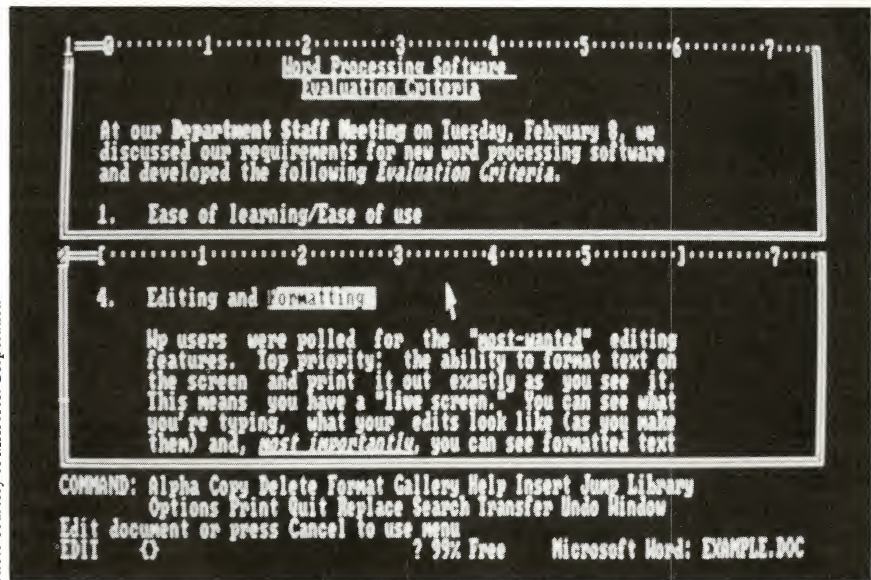 1══0.........1.........2.........3.........4.........5.........6.........7....
Word Processing Software
Evaluation Criteria
At our Department Staff Meeting on Tuesday, February 8, we
discussed our requirements for new word processing software
and developed the following Evaluation Criteria.
1. Ease of learning/Ease of use
2══[.........1.........2.........3.........4.........5.........].........7....
4. Editing and Formatting
Wp users were polled for the "most-wanted" editing
features. Top priority: the ability to format text on
the screen and print it out exactly as you see it.
This means you have a "live screen." You can see what
you're typing, what your edits look like (as you make
them) and, most importantly, you can see formatted text
COMMAND: Alpha Copy Delete Format Gallery Help Insert Jump Library
Options Print Quit Replace Search Transfer Undo Window
Edit document or press Cancel to use menu
EDIT {} ? 99% Free Microsoft Word: EXAMPLE.DOC